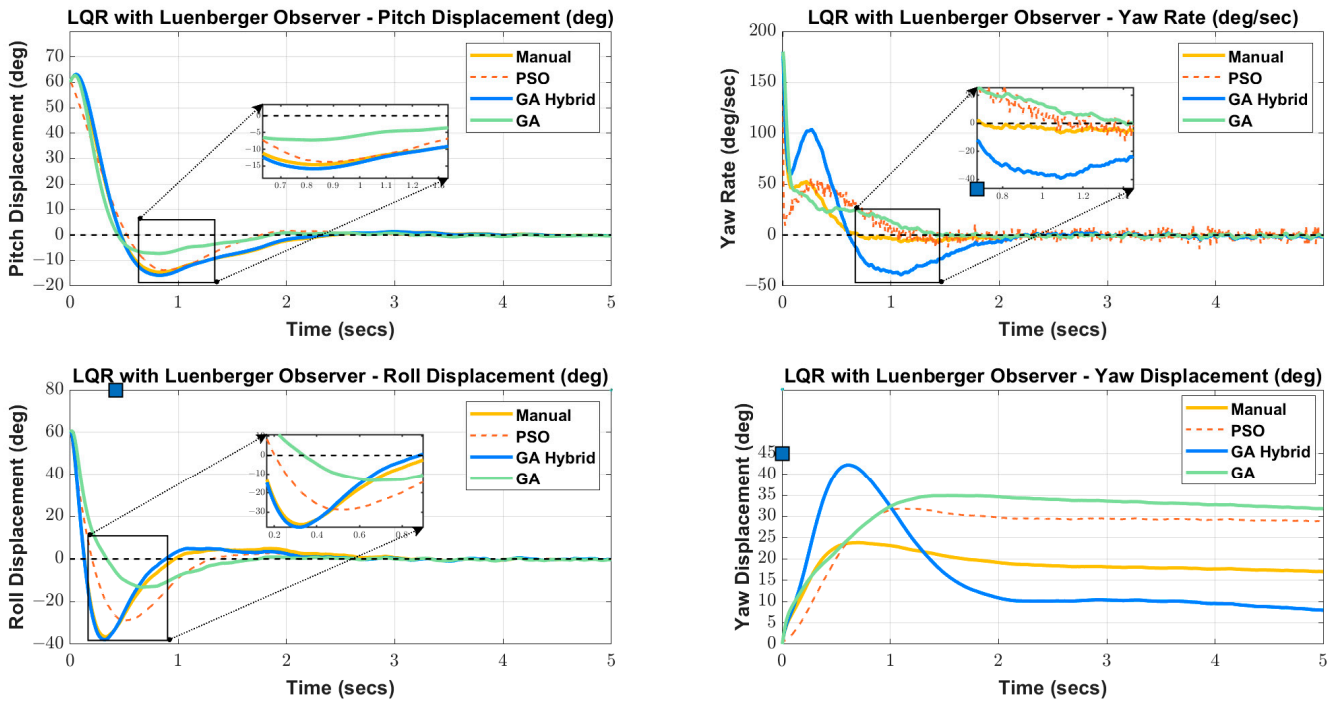 LQR with Luenberger Observer - Pitch Displacement (deg)
Pitch Displacement (deg)
70
60
50
40
30
20
10
0
−10
−20
0
1
2
3
4
5
Time (secs)
Manual
PSO
GA Hybrid
GA
0
−5
−10
−15
0.7
0.8
0.9
1
1.1
1.2
LQR with Luenberger Observer - Yaw Rate (deg/sec)
Yaw Rate (deg/sec)
200
150
100
50
0
−50
0
1
2
3
4
Time (secs)
Manual
PSO
GA Hybrid
GA
0
−20
0.8
1
1.2
LQR with Luenberger Observer - Roll Displacement (deg)
Roll Displacement (deg)
80
60
40
20
0
−20
−40
0
1
2
3
4
5
Time (secs)
Manual
PSO
GA Hybrid
GA
10
0
−10
−20
−30
0.2
0.4
0.6
0.8
LQR with Luenberger Observer - Yaw Displacement (deg)
Yaw Displacement (deg)
45
40
35
30
25
20
15
10
5
0
0
1
2
3
4
5
Time (secs)
Manual
PSO
GA Hybrid
GA